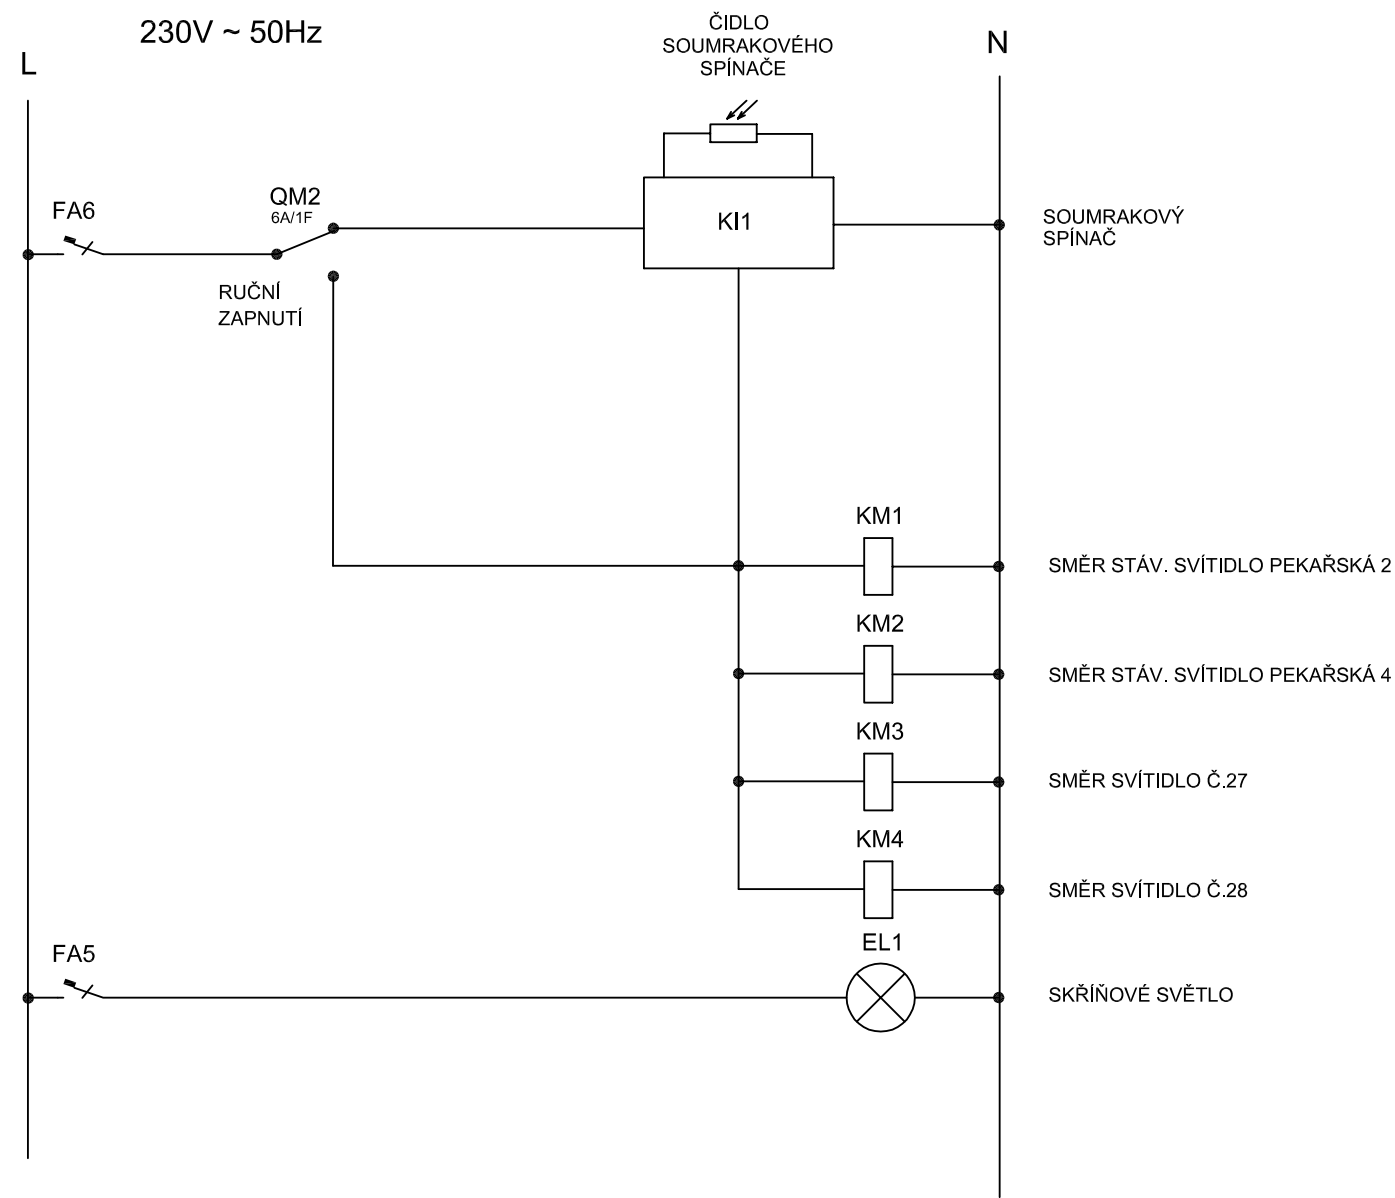 230V ~ 50Hz
L
ČIDLO
SOUMRAKOVÉHO
SPÍNAČE
N
FA6
QM2
6A/1F
KI1
SOUMRAKOVÝ
SPÍNAČ
RUČNÍ
ZAPNUTÍ
KM1
SMĚR STÁV. SVÍTIDLO PEKAŘSKÁ 2
KM2
SMĚR STÁV. SVÍTIDLO PEKAŘSKÁ 4
KM3
SMĚR SVÍTIDLO Č.27
KM4
SMĚR SVÍTIDLO Č.28
FA5
EL1
SKŘÍŇOVÉ SVĚTLO